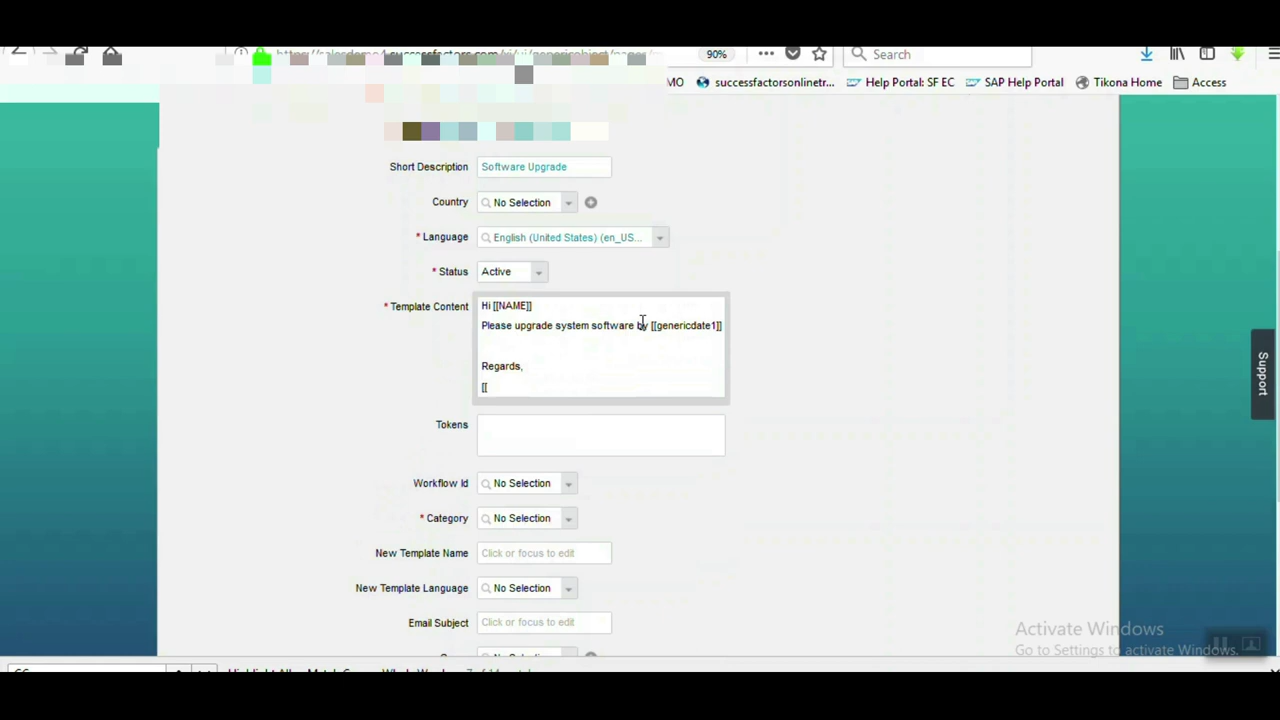 90%
Search
MO
successfactorsonlinetr...
Help Portal: SF EC
SAP Help Portal
Tikona Home
Access
Short Description Software Upgrade
Country No Selection
* Language English (United States) (en_US...
* Status Active
* Template Content Hi [[NAME]]
Please upgrade system software by [[genericdate1]]
Regards,
[[
Tokens
Workflow Id No Selection
* Category No Selection
New Template Name Click or focus to edit
New Template Language No Selection
Email Subject Click or focus to edit
Support
Activate Windows
Go to Settings to activate Windows.